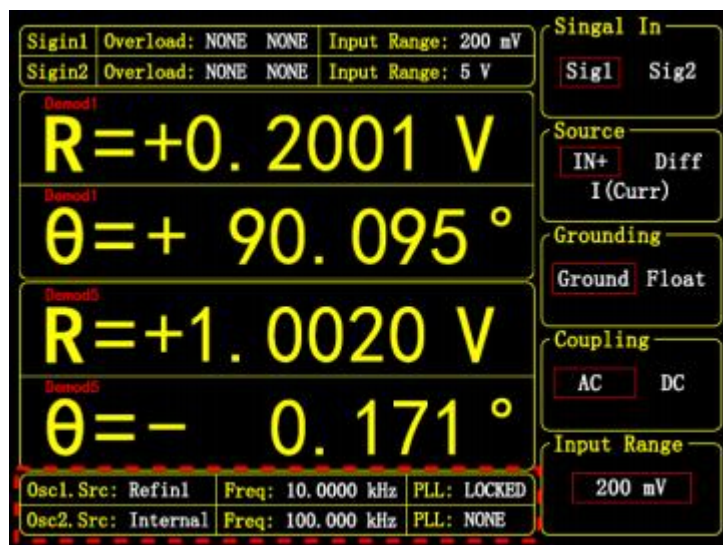 Sigin1 Overload: NONE NONE Input Range: 200 mV
Sigin2 Overload: NONE NONE Input Range: 5 V
Demod1
R=+0.2001 V
Demod1
θ=+ 90.095 °
Demod5
R=+1.0020 V
Demod5
θ=- 0.171 °
Osc1.Src: Refin1 Freq: 10.0000 kHz PLL: LOCKED
Osc2.Src: Internal Freq: 100.000 kHz PLL: NONE
Singal In
Sig1 Sig2
Source
IN+ Diff
I(Curr)
Grounding
Ground Float
Coupling
AC DC
Input Range
200 mV